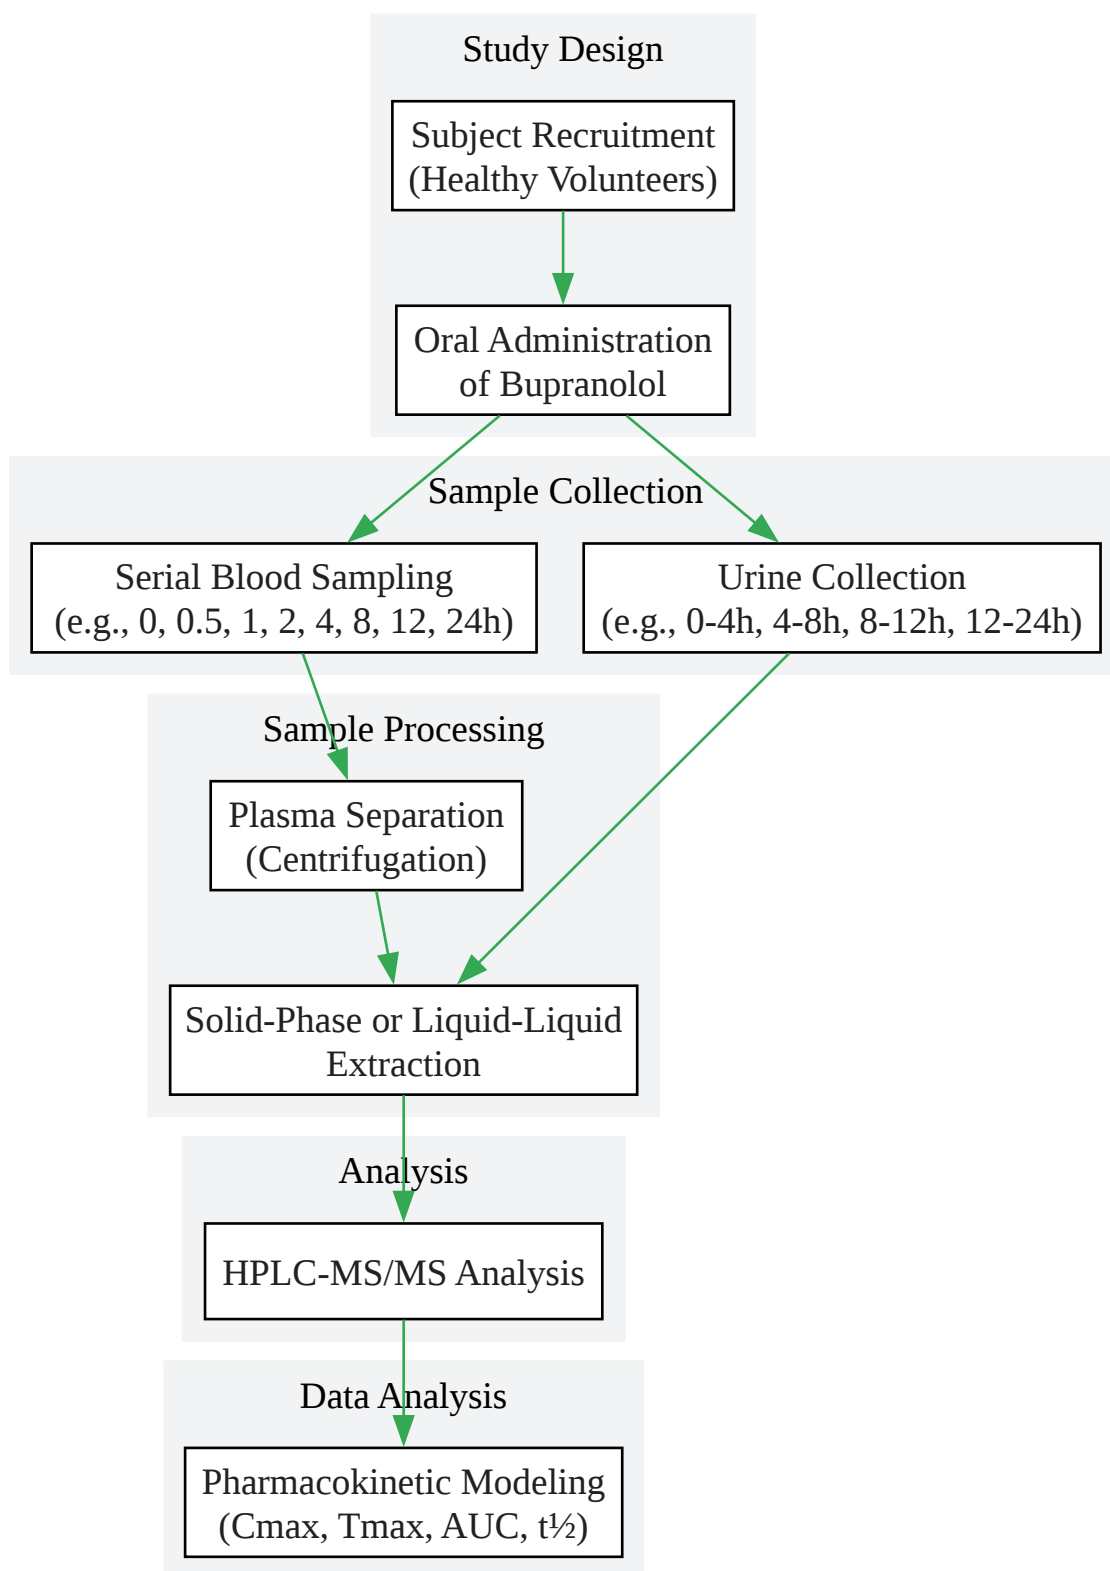 Study Design
Subject Recruitment
(Healthy Volunteers)
Oral Administration
of Bupranolol
Sample Collection
Serial Blood Sampling
(e.g., 0, 0.5, 1, 2, 4, 8, 12, 24h)
Urine Collection
(e.g., 0-4h, 4-8h, 8-12h, 12-24h)
Sample Processing
Plasma Separation
(Centrifugation)
Solid-Phase or Liquid-Liquid
Extraction
Analysis
HPLC-MS/MS Analysis
Data Analysis
Pharmacokinetic Modeling
(Cmax, Tmax, AUC, t½)